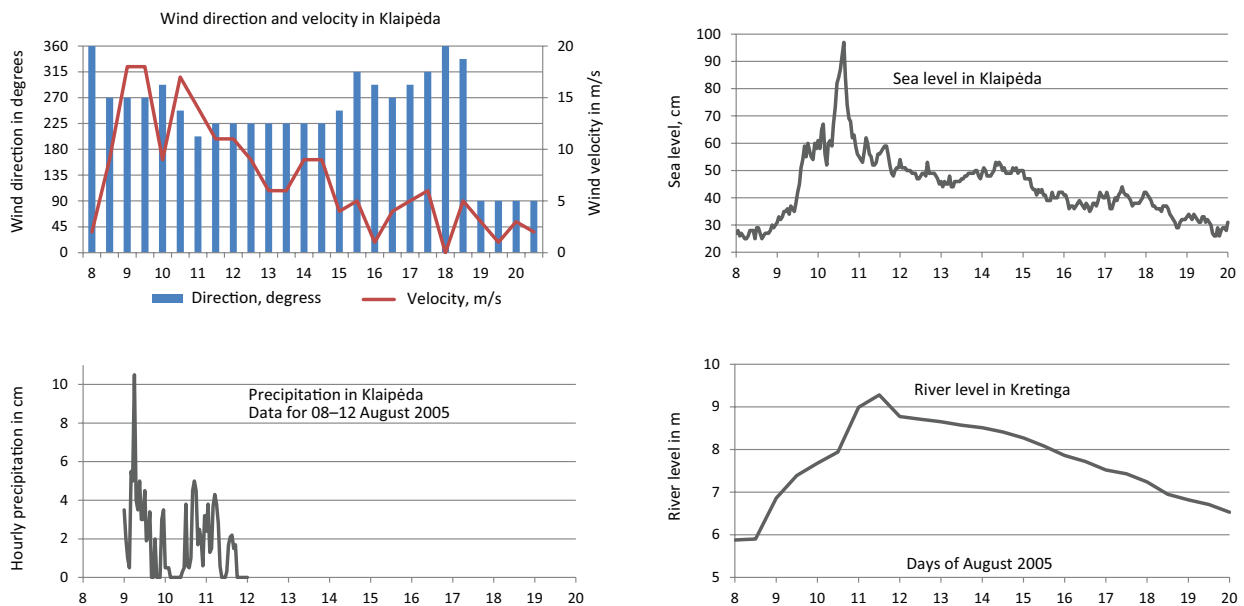 Wind direction and velocity in Klaipėda
Wind direction in degrees
360
315
270
225
180
135
90
45
0
20
15
10
5
0
Wind velocity in m/s
8 9 10 11 12 13 14 15 16 17 18 19 20
Direction, degress
Velocity, m/s
Sea level in Klaipėda
Sea level, cm
100
90
80
70
60
50
40
30
20
8 9 10 11 12 13 14 15 16 17 18 19 20
Precipitation in Klaipėda
Data for 08–12 August 2005
Hourly precipitation in cm
10
8
6
4
2
0
8 9 10 11 12 13 14 15 16 17 18 19 20
River level in Kretinga
River level in m
10
9
8
7
6
5
Days of August 2005
8 9 10 11 12 13 14 15 16 17 18 19 20